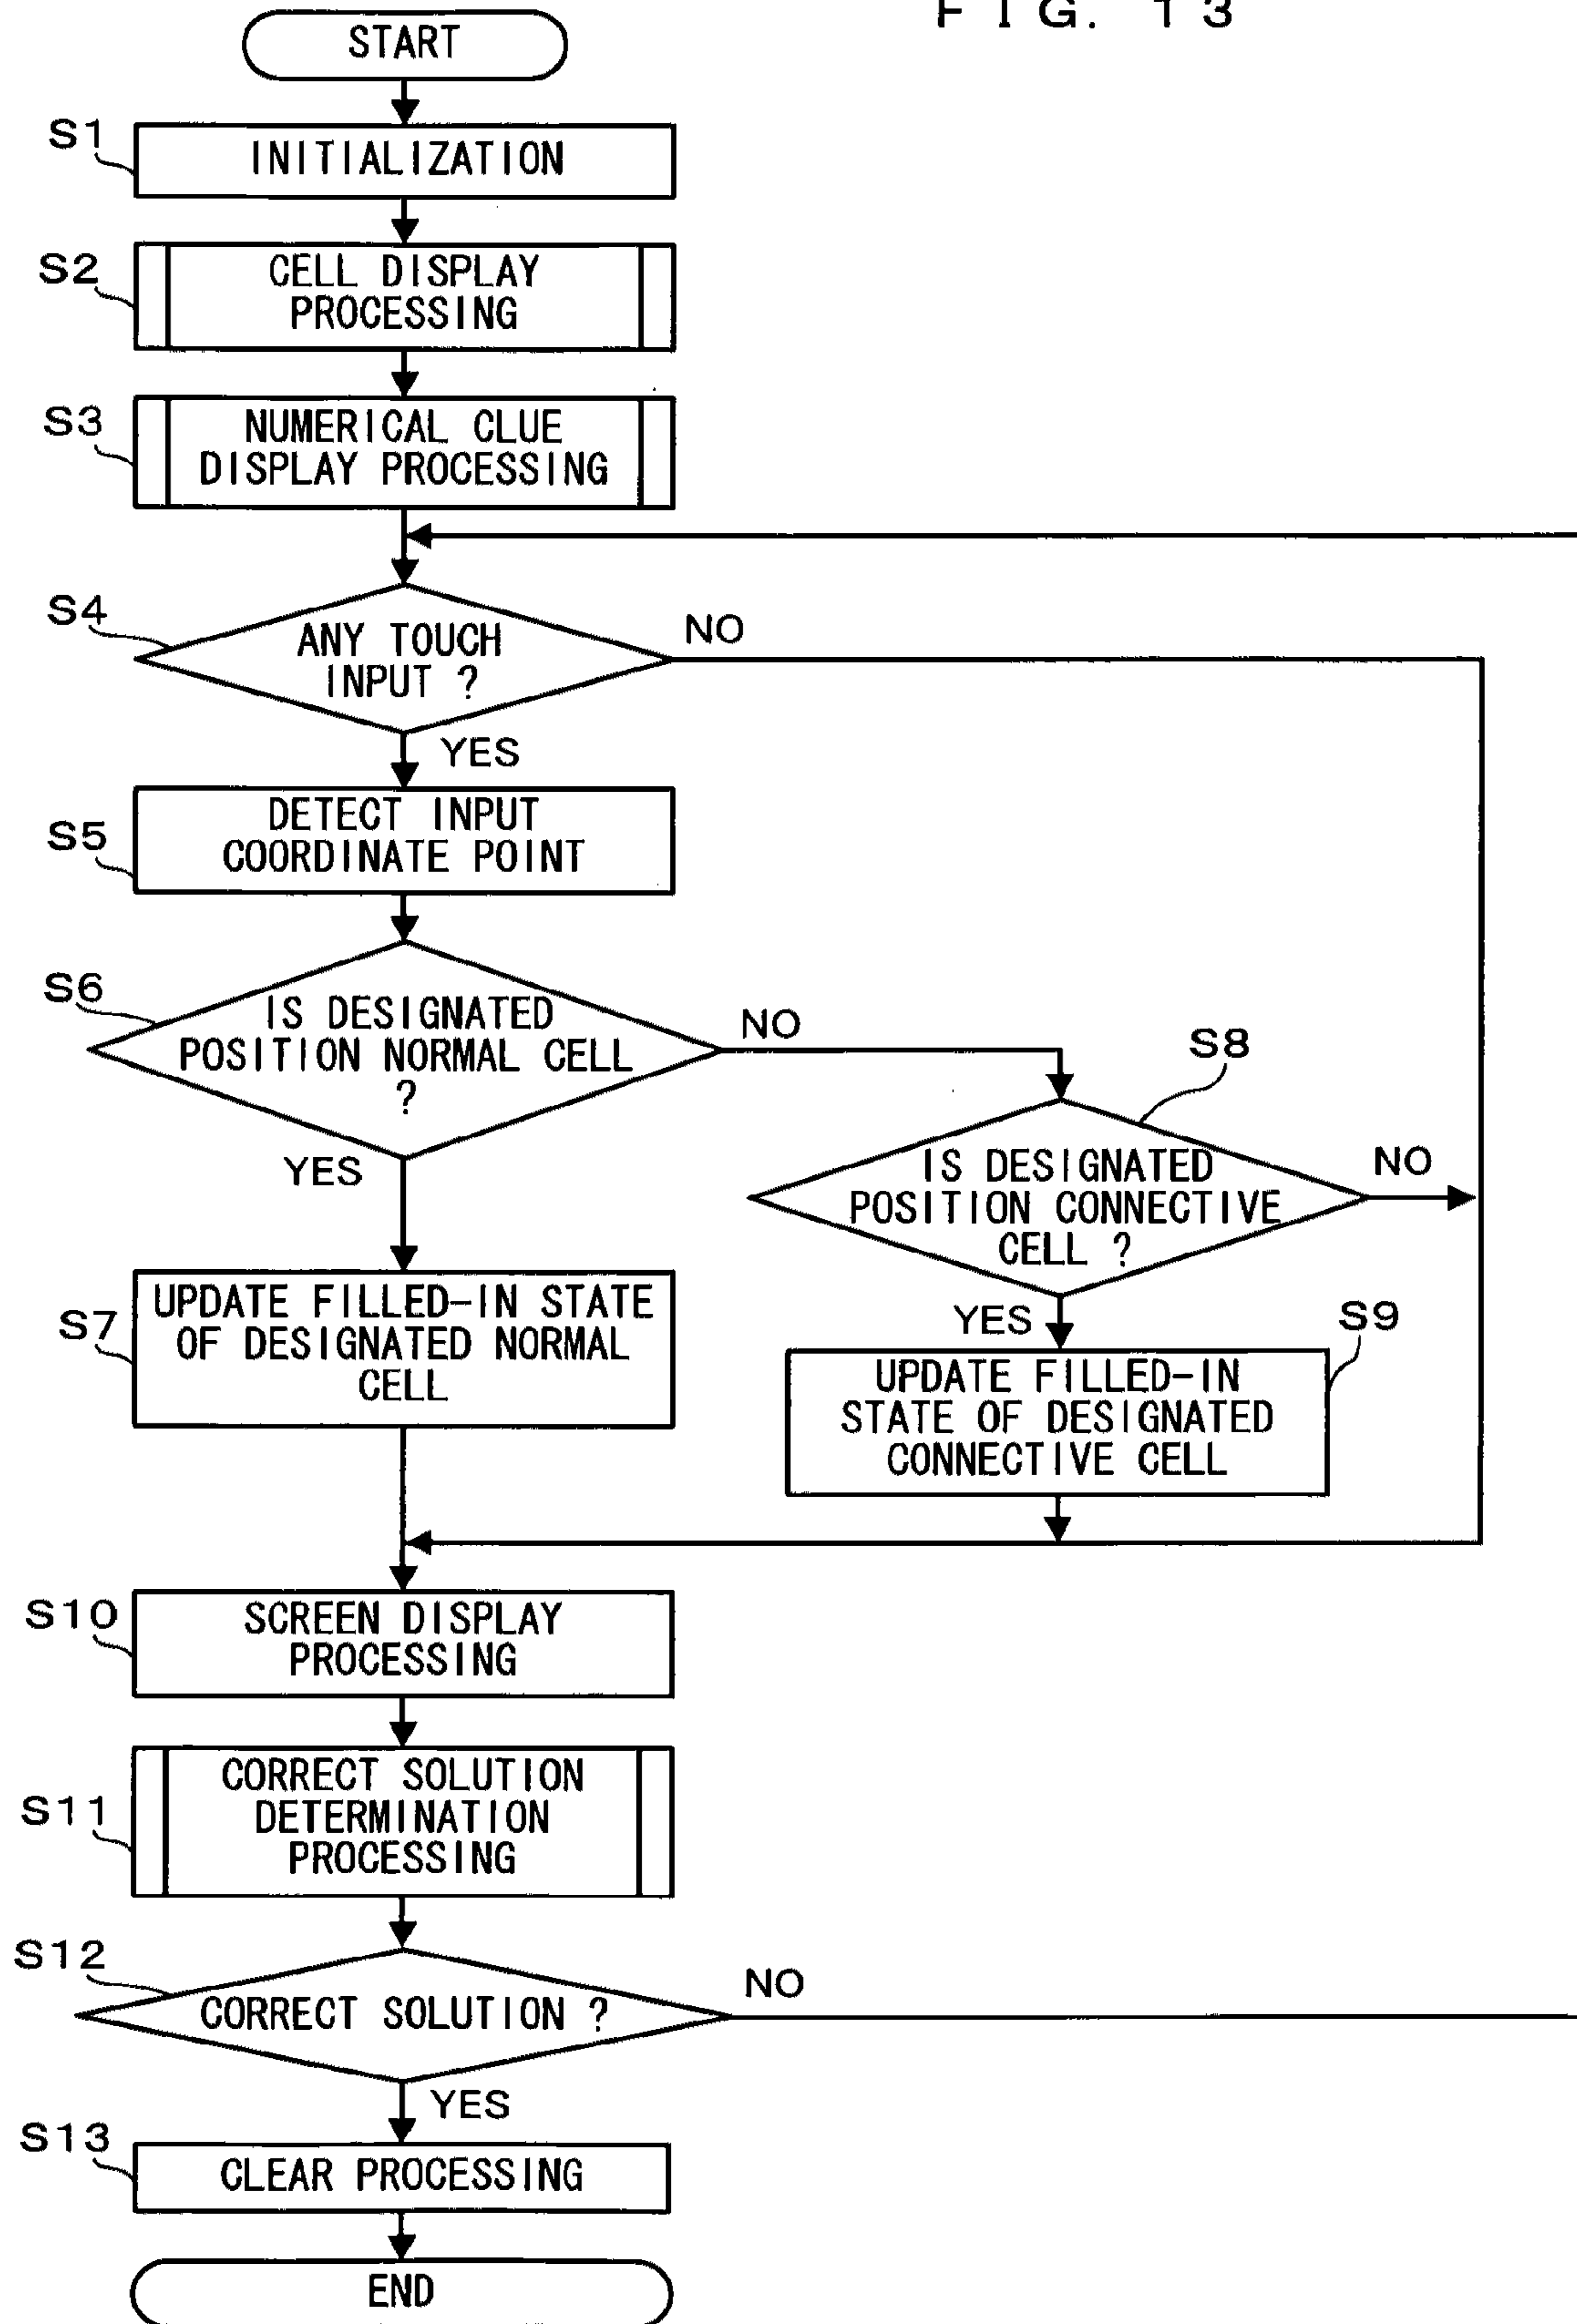 FIG. 13
START
S1
INITIALIZATION
S2
CELL DISPLAY
PROCESSING
S3
NUMERICAL CLUE
DISPLAY PROCESSING
S4
ANY TOUCH
INPUT ?
NO
YES
S5
DETECT INPUT
COORDINATE POINT
S6
IS DESIGNATED
POSITION NORMAL CELL
?
NO
YES
S8
IS DESIGNATED
POSITION CONNECTIVE
CELL ?
NO
YES
S7
UPDATE FILLED-IN STATE
OF DESIGNATED NORMAL
CELL
S9
UPDATE FILLED-IN
STATE OF DESIGNATED
CONNECTIVE CELL
S10
SCREEN DISPLAY
PROCESSING
S11
CORRECT SOLUTION
DETERMINATION
PROCESSING
S12
CORRECT SOLUTION ?
NO
YES
S13
CLEAR PROCESSING
END